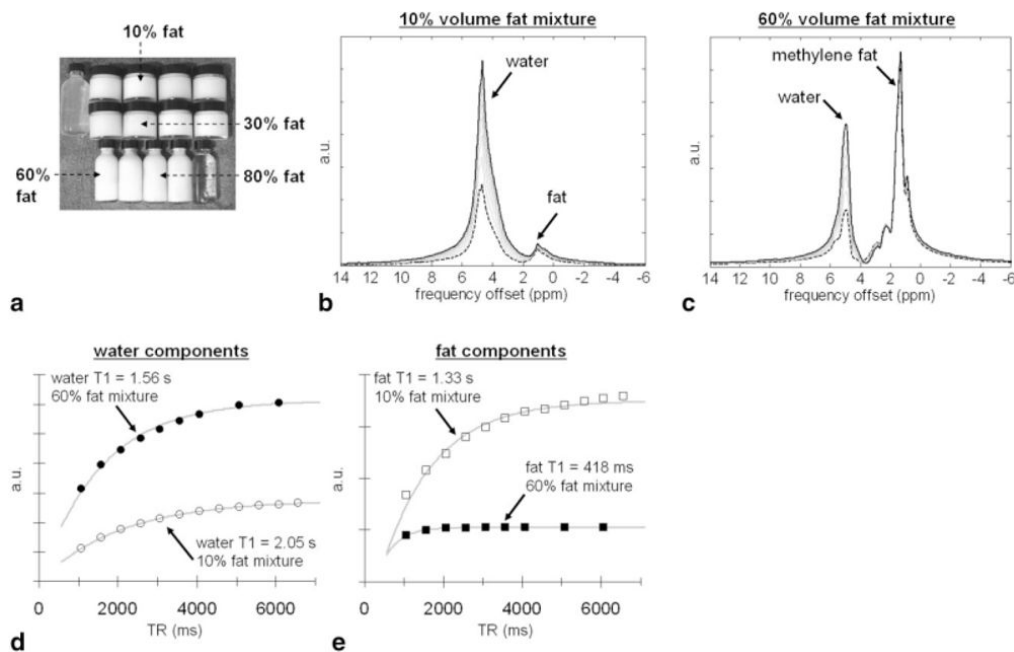 10% fat
30% fat
60%
fat
80% fat
a
10% volume fat mixture
a.u.
water
fat
14 12 10 8 6 4 2 0 -2 -4 -6
frequency offset (ppm)
b
60% volume fat mixture
a.u.
methylene fat
water
14 12 10 8 6 4 2 0 -2 -4 -6
frequency offset (ppm)
c
water components
a.u.
water T1 = 1.56 s
60% fat mixture
water T1 = 2.05 s
10% fat mixture
0 2000 4000 6000
TR (ms)
d
fat components
a.u.
fat T1 = 1.33 s
10% fat mixture
fat T1 = 418 ms
60% fat mixture
0 2000 4000 6000
TR (ms)
e